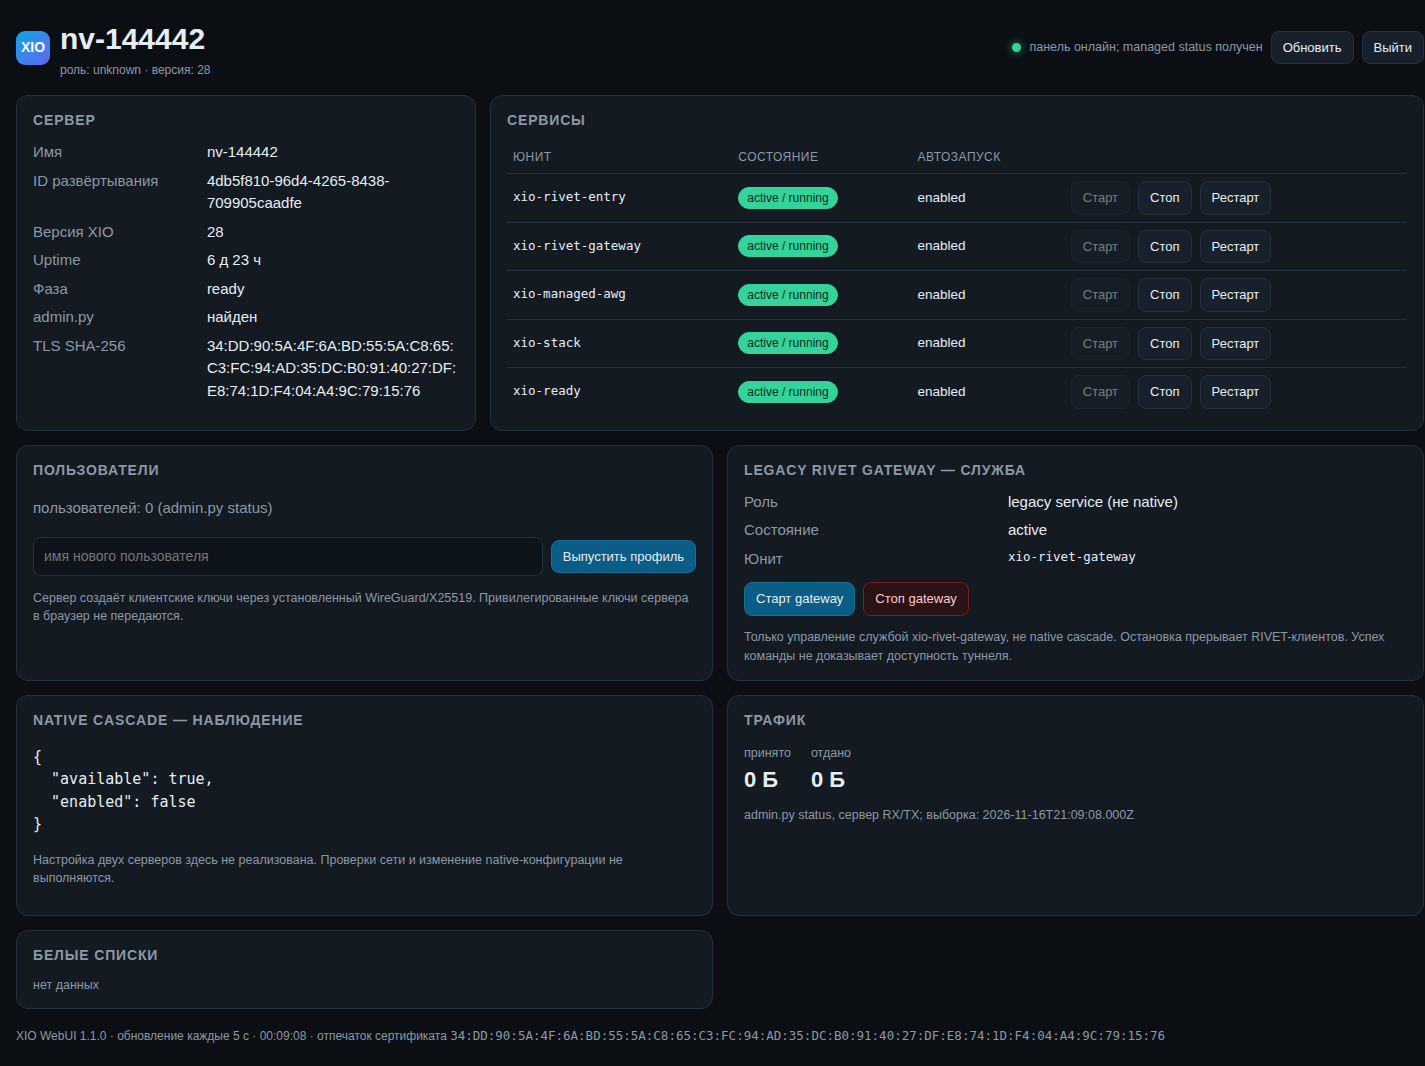 XIO
nv-144442
роль: unknown · версия: 28
панель онлайн; managed status получен
Обновить
Выйти
СЕРВЕР
Имя nv-144442
ID развёртывания 4db5f810-96d4-4265-8438-
709905caadfe
Версия XIO 28
Uptime 6 д 23 ч
Фаза ready
admin.py найден
TLS SHA-256 34:DD:90:5A:4F:6A:BD:55:5A:C8:65:
C3:FC:94:AD:35:DC:B0:91:40:27:DF:
E8:74:1D:F4:04:A4:9C:79:15:76
СЕРВИСЫ
ЮНИТ СОСТОЯНИЕ АВТОЗАПУСК
xio-rivet-entry active / running enabled Старт Стоп Рестарт
xio-rivet-gateway active / running enabled Старт Стоп Рестарт
xio-managed-awg active / running enabled Старт Стоп Рестарт
xio-stack active / running enabled Старт Стоп Рестарт
xio-ready active / running enabled Старт Стоп Рестарт
ПОЛЬЗОВАТЕЛИ
пользователей: 0 (admin.py status)
имя нового пользователя Выпустить профиль
Сервер создаёт клиентские ключи через установленный WireGuard/X25519. Привилегированные ключи сервера
в браузер не передаются.
LEGACY RIVET GATEWAY — СЛУЖБА
Роль legacy service (не native)
Состояние active
Юнит xio-rivet-gateway
Старт gateway Стоп gateway
Только управление службой xio-rivet-gateway, не native cascade. Остановка прерывает RIVET-клиентов. Успех
команды не доказывает доступность туннеля.
NATIVE CASCADE — НАБЛЮДЕНИЕ
{
"available": true,
"enabled": false
}
Настройка двух серверов здесь не реализована. Проверки сети и изменение native-конфигурации не
выполняются.
ТРАФИК
принято отдано
0 Б 0 Б
admin.py status, сервер RX/TX; выборка: 2026-11-16T21:09:08.000Z
БЕЛЫЕ СПИСКИ
нет данных
XIO WebUI 1.1.0 · обновление каждые 5 с · 00:09:08 · отпечаток сертификата 34:DD:90:5A:4F:6A:BD:55:5A:C8:65:C3:FC:94:AD:35:DC:B0:91:40:27:DF:E8:74:1D:F4:04:A4:9C:79:15:76